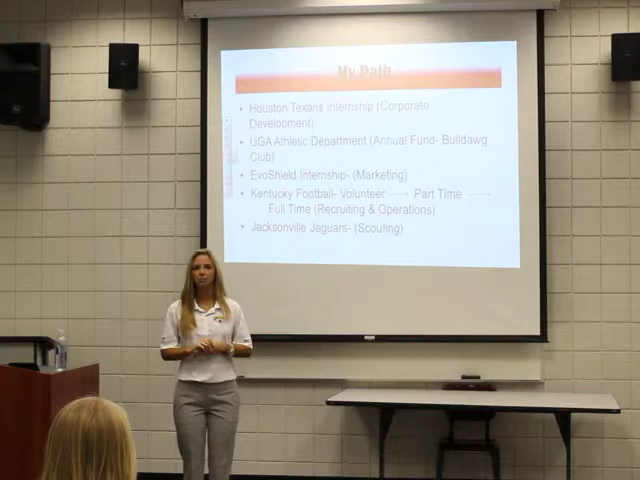 My Path
• Houston Texans Internship (Corporate
Development)
• UGA Athletic Department (Annual Fund- Bulldawg
Club)
• EvoShield Internship- (Marketing)
• Kentucky Football- Volunteer → Part Time →
Full Time (Recruiting & Operations)
• Jacksonville Jaguars- (Scouting)